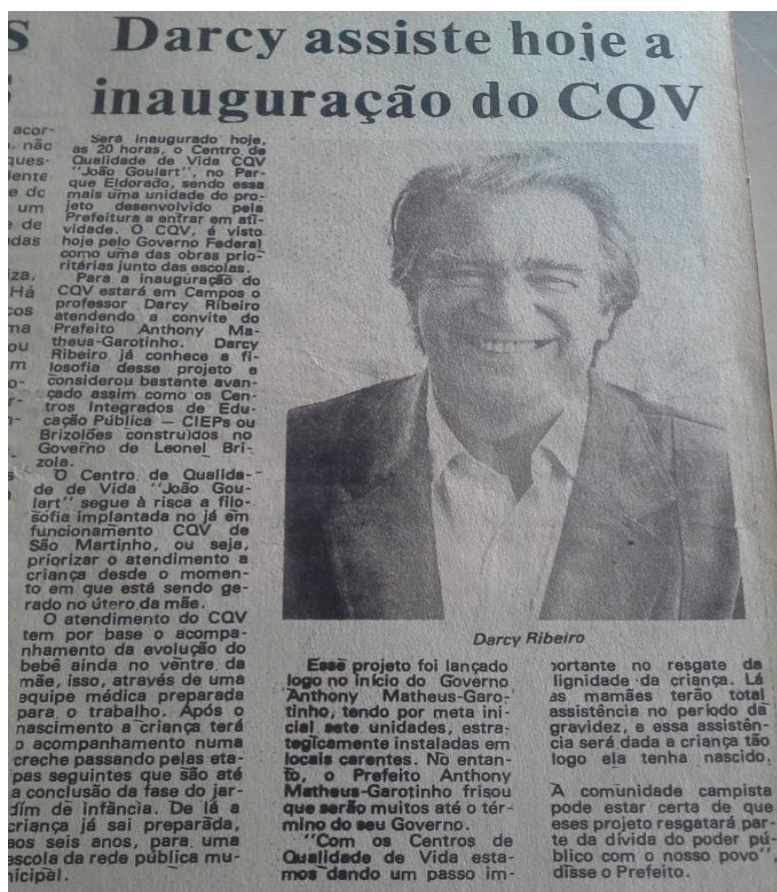 Darcy assiste hoje a
inauguração do CQV
Será inaugurado hoje,
as 20 horas, o Centro de
Qualidade de Vida CQV
"João Goulart", no Par-
que Eldorado, sendo essa
mais uma unidade do pro-
jeto desenvolvido pela
Prefeitura a entrar em ati-
vidade. O CQV, é visto
hoje pelo Governo Federal
como uma das obras prio-
ritárias junto das escolas.
Para a inauguração do
CQV estará em Campos o
professor Darcy Ribeiro
atendendo a convite do
Prefeito Anthony Ma-
theus-Garotinho. Darcy
Ribeiro já conhece a fi-
losofia desse projeto e
considerou bastante avan-
çado assim como os Cen-
tros Integrados de Edu-
cação Pública — CIEPs ou
Brizolões construídos no
Governo de Leonel Bri-
zola.
O Centro de Qualida-
de de Vida "João Gou-
lart" segue à risca a filo-
sofia implantada no já em
funcionamento CQV de
São Martinho, ou seja,
priorizar o atendimento a
criança desde o momen-
to em que está sendo ge-
rado no útero da mãe.
O atendimento do CQV
tem por base o acompa-
nhamento da evolução do
bebê ainda no ventre da
mãe, isso, através de uma
equipe médica preparada
para o trabalho. Após o
nascimento a criança terá
o acompanhamento numa
creche passando pelas eta-
pas seguintes que são até
a conclusão da fase do jar-
dim de infância. De lá a
criança já sai preparada,
aos seis anos, para uma
escola da rede pública mu-
nicipal.
Darcy Ribeiro
Esse projeto foi lançado
logo no início do Governo
Anthony Matheus-Garo-
tinho, tendo por meta ini-
cial sete unidades, estra-
tegicamente instaladas em
locais carentes. No entan-
to, o Prefeito Anthony
Matheus-Garotinho frisou
que serão muitos até o tér-
mino do seu Governo.
"Com os Centros de
Qualidade de Vida esta-
mos dando um passo im-
portante no resgate da
dignidade da criança. Lá
as mamães terão total
assistência no período da
gravidez, e essa assistên-
cia será dada a criança tão
logo ela tenha nascido.
A comunidade campista
pode estar certa de que
eses projeto resgatará par-
te da dívida do poder pú-
blico com o nosso povo",
disse o Prefeito.